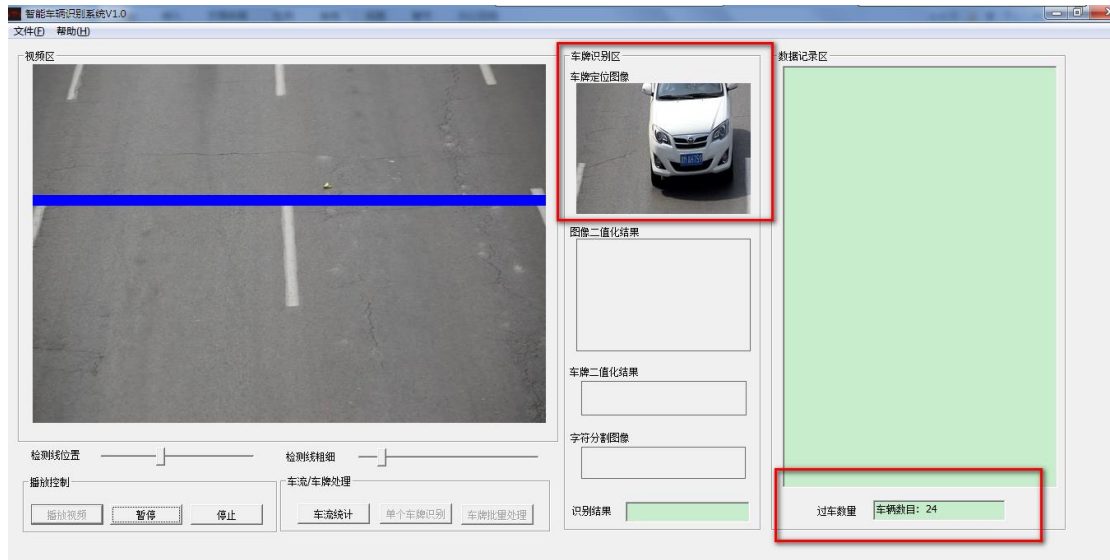 智能车辆识别系统V1.0
文件(F) 帮助(H)
视频区
车牌识别区
数据记录区
车牌定位图像
图像二值化结果
车牌二值化结果
字符分割图像
检测线位置
检测线粗细
播放控制
车流/车牌处理
播放视频
暂停
停止
车流统计
单个车牌识别
车牌批量处理
识别结果
过车数量
车辆数目: 24